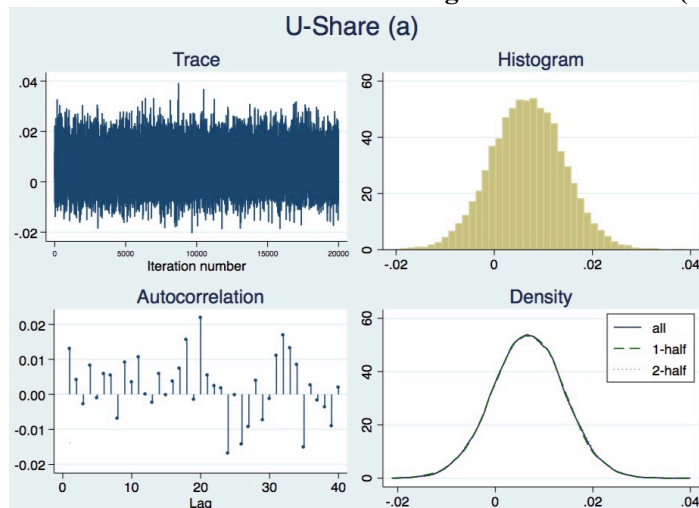 U-Share (a)
Trace
.04
.02
0
-.02
0 5000 10000 15000 20000
Iteration number
Histogram
60
40
20
0
-.02 0 .02 .04
Autocorrelation
0.02
0.01
0.00
-0.01
-0.02
0 10 20 30 40
Lag
Density
60
40
20
0
-.02 0 .02 .04
all
1-half
2-half